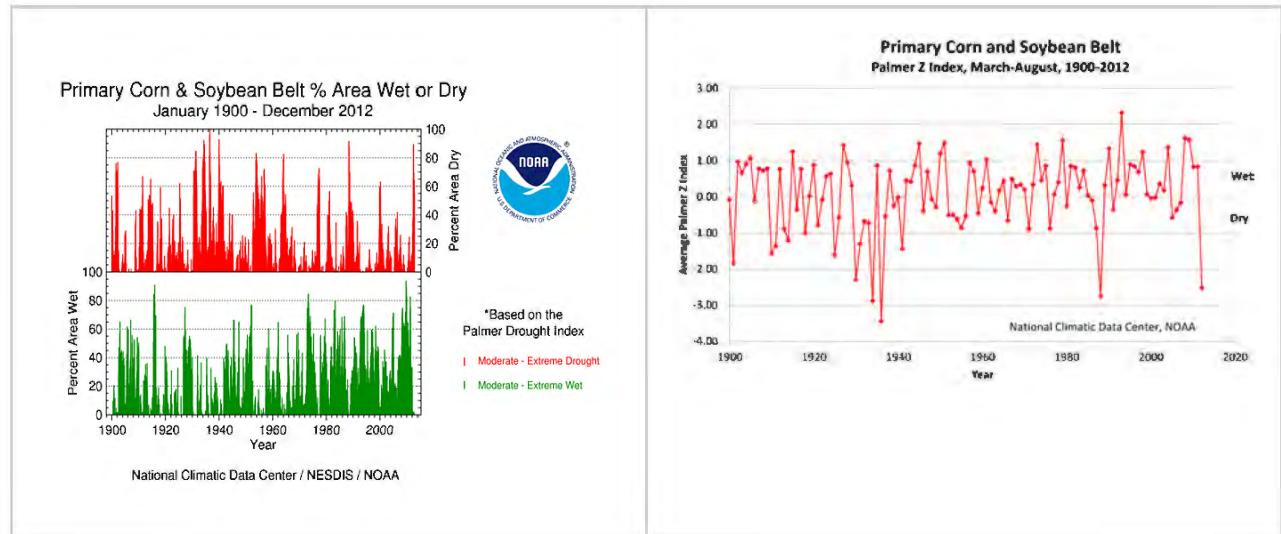 Primary Corn & Soybean Belt % Area Wet or Dry
January 1900 - December 2012
100
80
60
40
20
0
Percent Area Dry
100
80
60
40
20
0
Percent Area Wet
1900 1920 1940 1960 1980 2000
Year
National Climatic Data Center / NESDIS / NOAA
NATIONAL OCEANIC AND ATMOSPHERIC ADMINISTRATION
U.S. DEPARTMENT OF COMMERCE
NOAA
®
*Based on the
Palmer Drought Index
Moderate - Extreme Drought
Moderate - Extreme Wet
Primary Corn and Soybean Belt
Palmer Z Index, March-August, 1900-2012
3.00
2.00
1.00
0.00
-1.00
-2.00
-3.00
-4.00
Average Palmer Z Index
Wet
Dry
National Climatic Data Center, NOAA
1900 1920 1940 1960 1980 2000 2020
Year